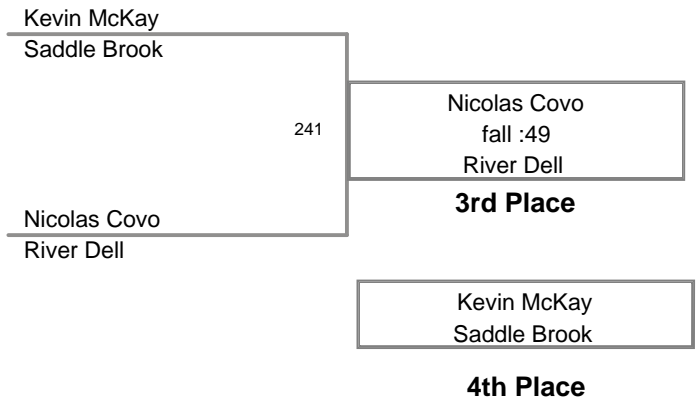 Kevin McKay
Saddle Brook
241
Nicolas Covo
fall :49
River Dell
3rd Place
Nicolas Covo
River Dell
Kevin McKay
Saddle Brook
4th Place